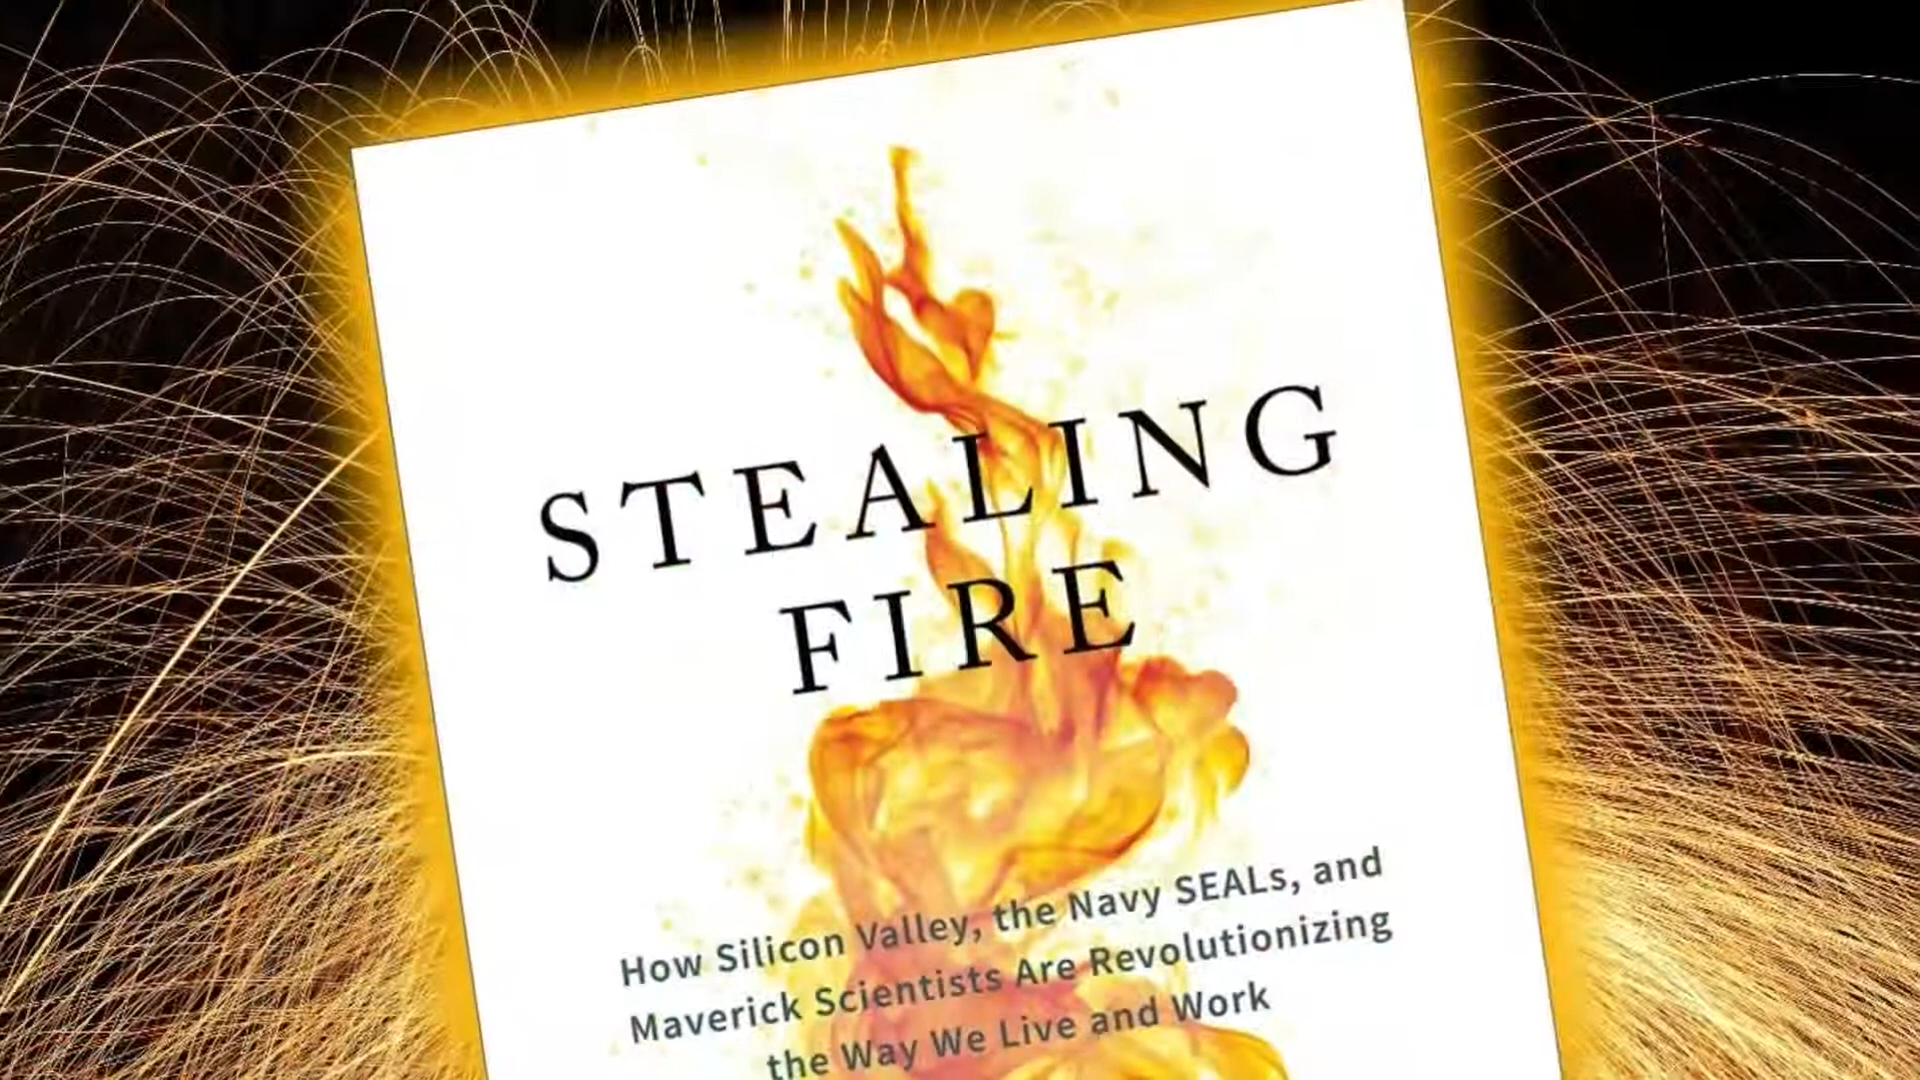 STEALING
FIRE
How Silicon Valley, the Navy SEALs, and
Maverick Scientists Are Revolutionizing
the Way We Live and Work